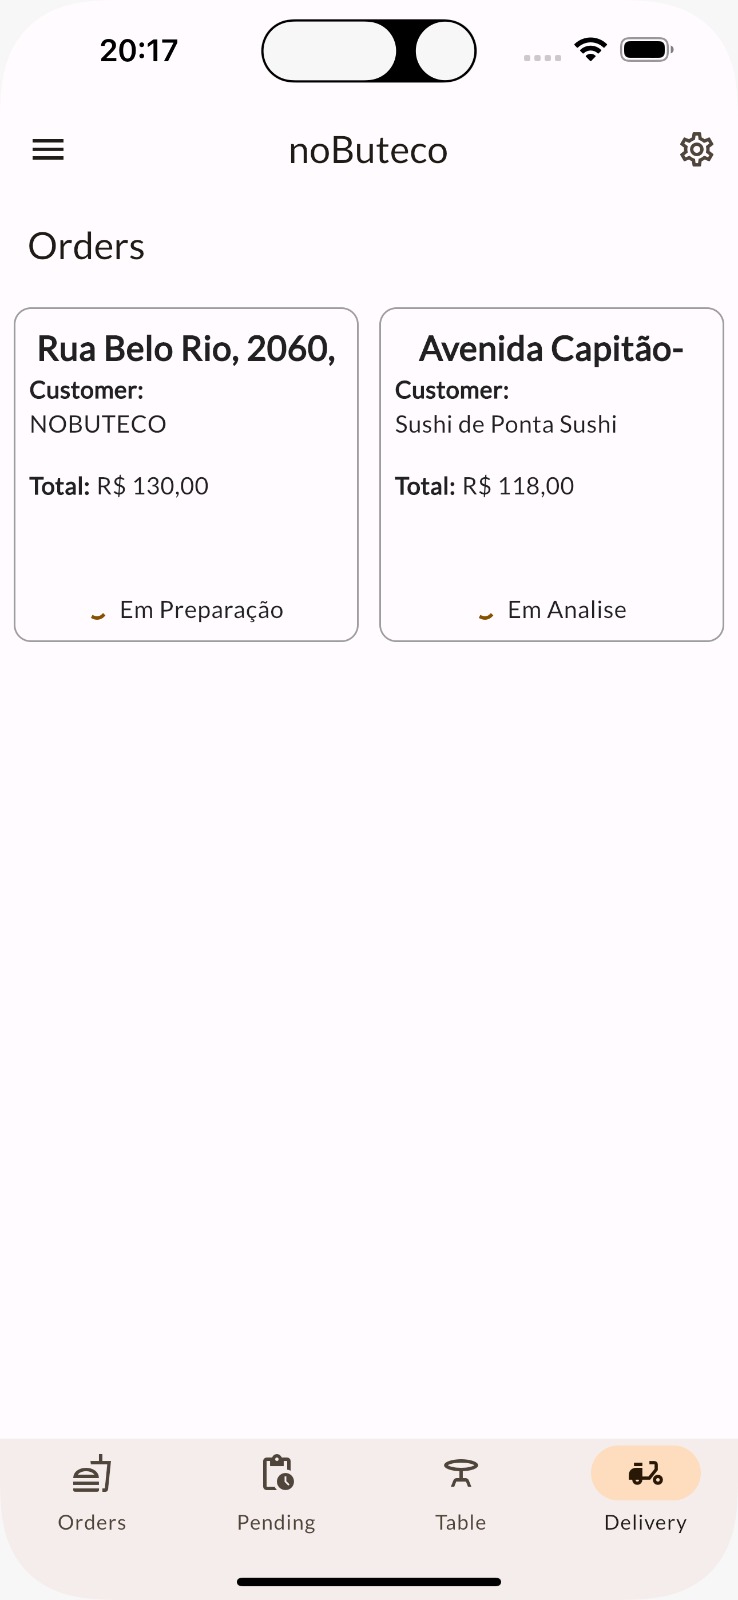 20:17
noButeco
Orders
Rua Belo Rio, 2060,
Customer:
NOBUTECO
Total: R$ 130,00
Em Preparação
Avenida Capitão-
Customer:
Sushi de Ponta Sushi
Total: R$ 118,00
Em Analise
Orders
Pending
Table
Delivery